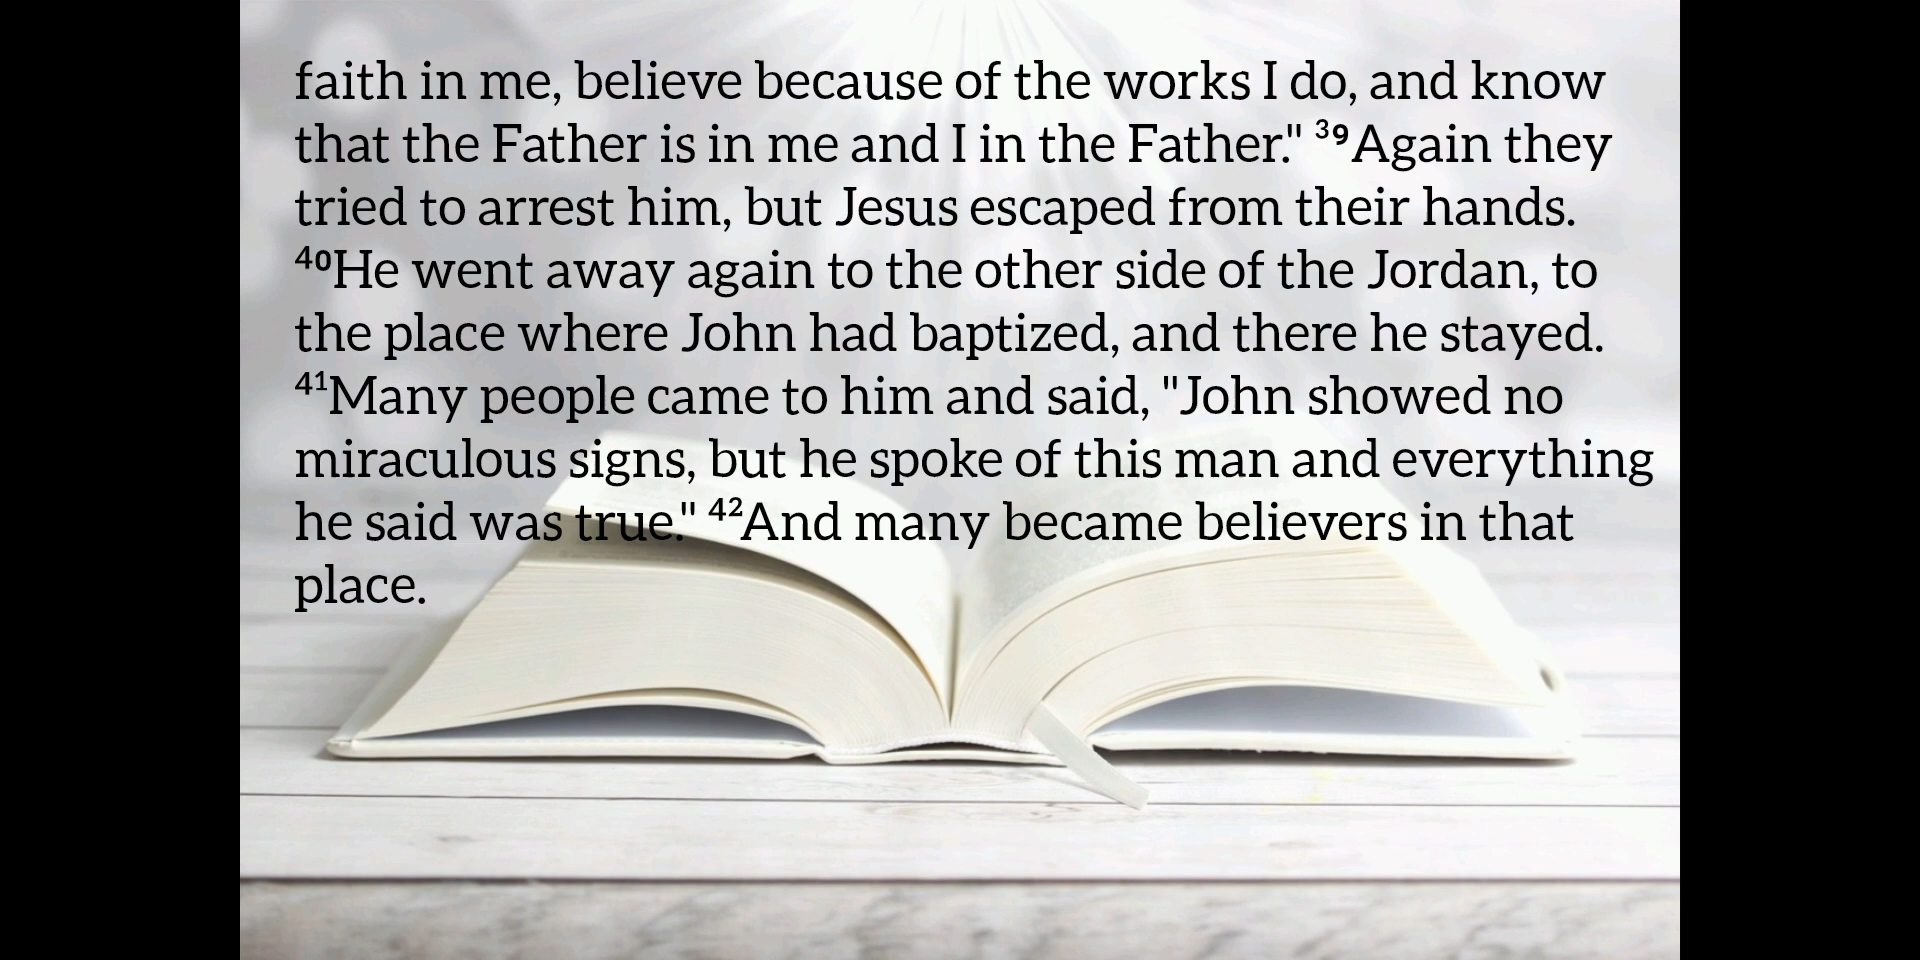 faith in me, believe because of the works I do, and know
that the Father is in me and I in the Father." ³⁹Again they
tried to arrest him, but Jesus escaped from their hands.
⁴⁰He went away again to the other side of the Jordan, to
the place where John had baptized, and there he stayed.
⁴¹Many people came to him and said, "John showed no
miraculous signs, but he spoke of this man and everything
he said was true." ⁴²And many became believers in that
place.